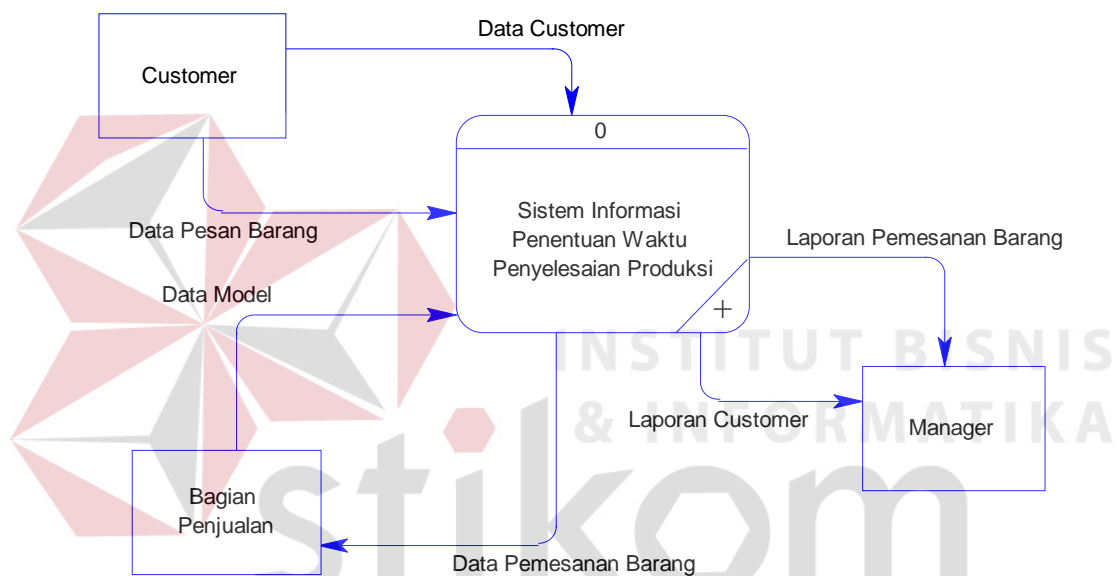 Data Customer
Customer
0
Data Pesan Barang
Sistem Informasi
Penentuan Waktu
Penyelesaian Produksi
Laporan Pemesanan Barang
Data Model
+
INSTITUT BISNIS
& INFORMATIKA
Laporan Customer
Manager
stikom
Bagian
Penjualan
Data Pemesanan Barang